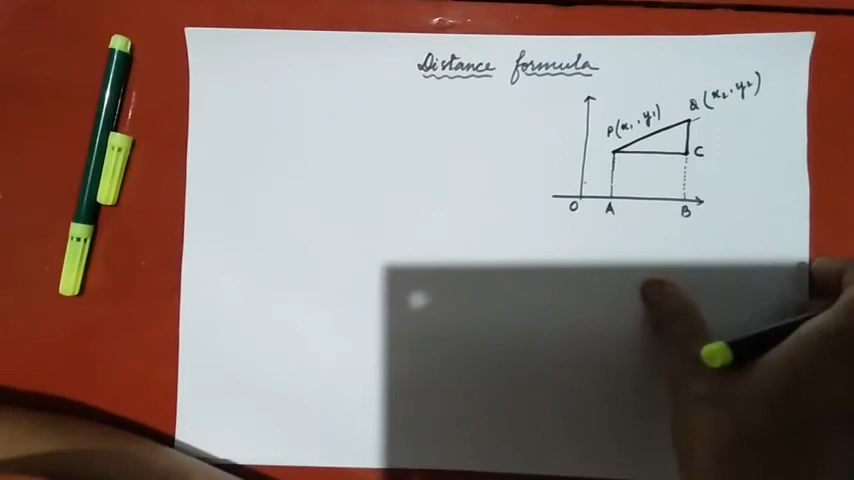 Distance formula
Q (x₂, y₂)
P(x₁, y₁)
C
O A B